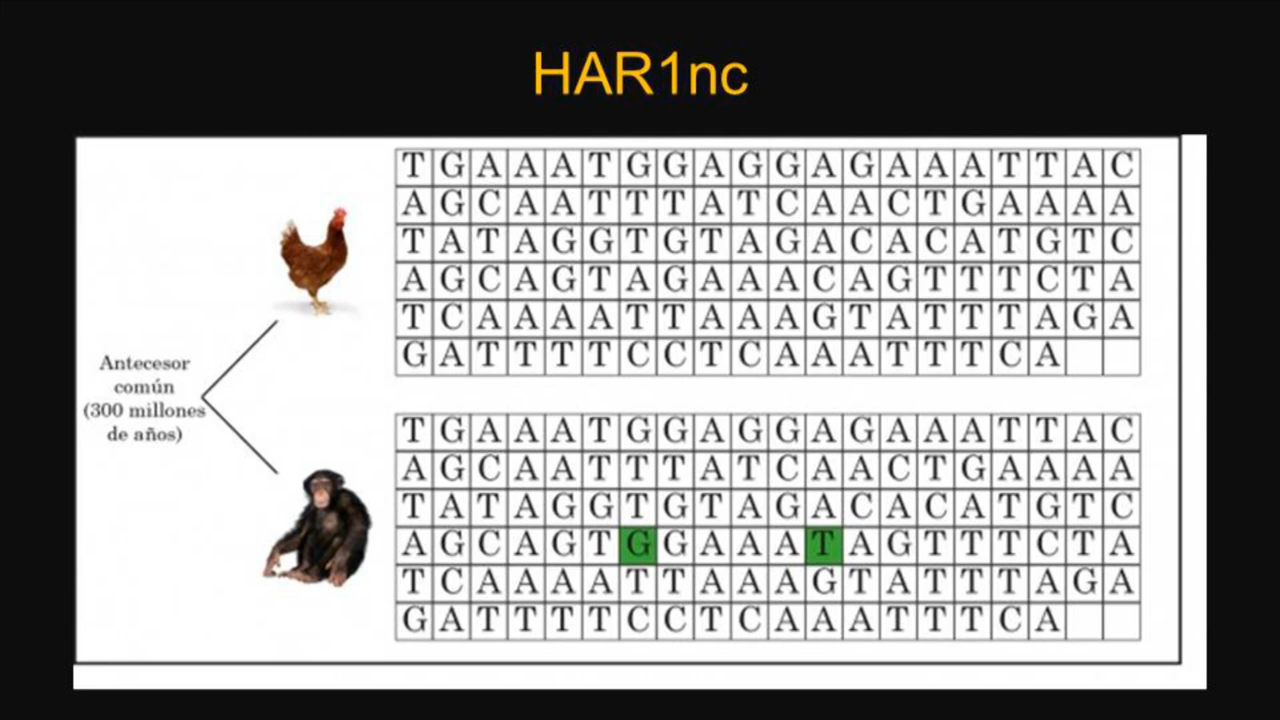 HAR1nc
T G A A A T G G A G G A G A A A T T A C
A G C A A T T T A T C A A C T G A A A A
T A T A G G T G T A G A C A C A T G T C
A G C A G T A G A A A C A G T T T C T A
T C A A A A T T A A A G T A T T T A G A
G A T T T T C C T C A A A T T T C A
Antecesor
común
(300 millones
de años)
T G A A A T G G A G G A G A A A T T A C
A G C A A T T T A T C A A C T G A A A A
T A T A G G T G T A G A C A C A T G T C
A G C A G T G G A A A T A G T T T C T A
T C A A A A T T A A A G T A T T T A G A
G A T T T T C C T C A A A T T T C A